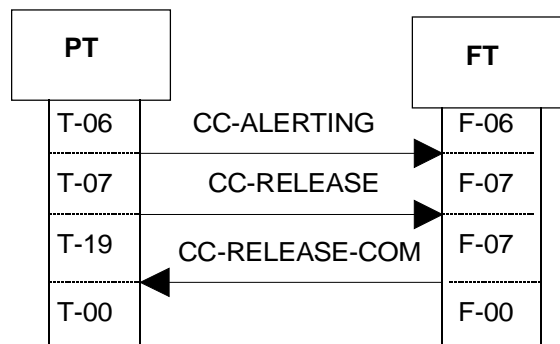 PT
FT
T-06 CC-ALERTING F-06
T-07 CC-RELEASE F-07
T-19 CC-RELEASE-COM F-07
T-00 F-00